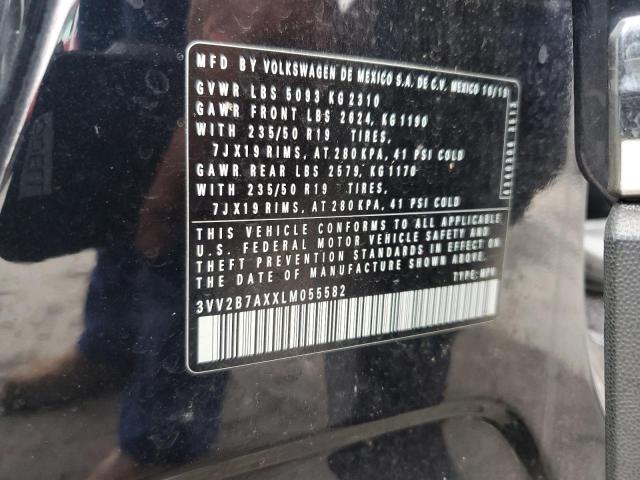 MFD BY VOLKSWAGEN DE MEXICO S.A. DE C.V. MEXICO 10/19
GVWR LBS 5093 KG 2310
GAWR FRONT LBS 2624, KG 1190
WITH 235/50 R19 TIRES,
7JX19 RIMS, AT 280 KPA, 41 PSI COLD
GAWR REAR LBS 2579, KG 1170
WITH 235/50 R19 TIRES,
7JX19 RIMS, AT 280 KPA, 41 PSI COLD
THIS VEHICLE CONFORMS TO ALL APPLICABLE
U.S. FEDERAL MOTOR VEHICLE SAFETY AND
THEFT PREVENTION STANDARDS IN EFFECT ON
THE DATE OF MANUFACTURE SHOWN ABOVE.
3VV2B7AXXLM055582
TYPE: MPV